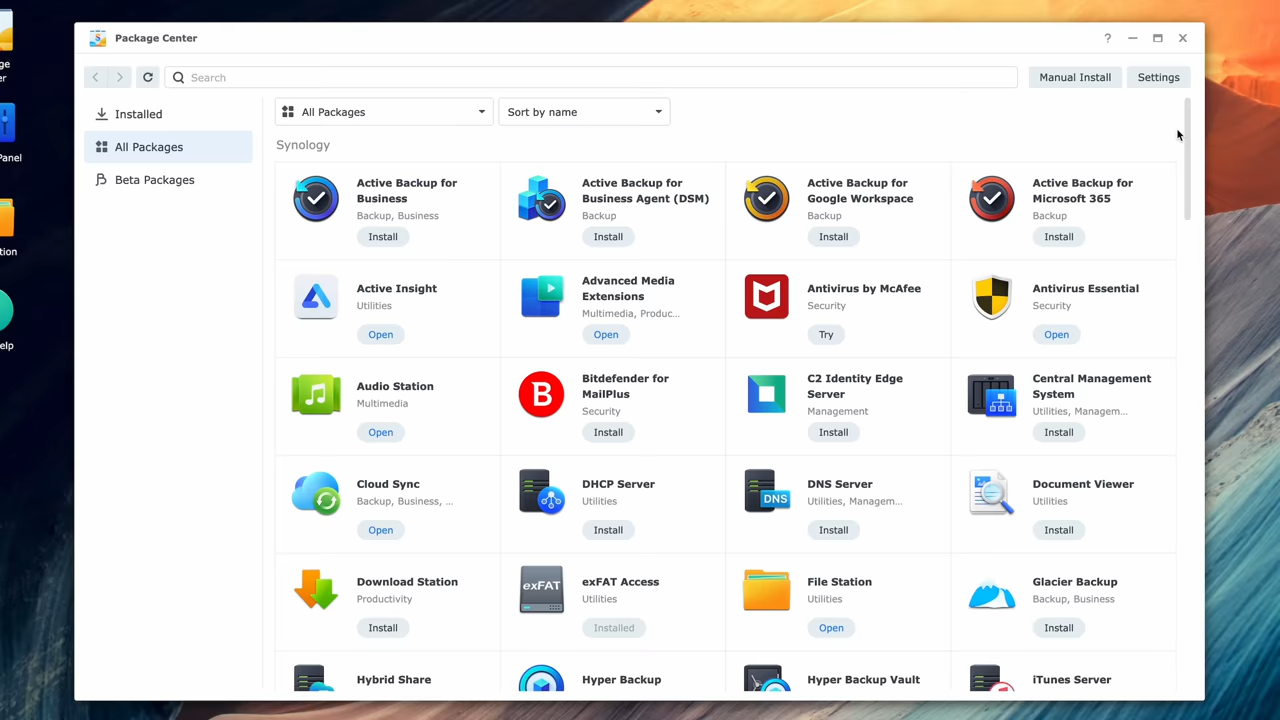 Package Center
?
Search
Manual Install
Settings
Installed
All Packages
Beta Packages
All Packages
Sort by name
Synology
Active Backup for
Business
Backup, Business
Install
Active Backup for
Business Agent (DSM)
Backup
Install
Active Backup for
Google Workspace
Backup
Install
Active Backup for
Microsoft 365
Backup
Install
Active Insight
Utilities
Open
Advanced Media
Extensions
Multimedia, Produc...
Open
Antivirus by McAfee
Security
Try
Antivirus Essential
Security
Open
Audio Station
Multimedia
Open
B
Bitdefender for
MailPlus
Security
Install
C2 Identity Edge
Server
Management
Install
Central Management
System
Utilities, Managem...
Install
Cloud Sync
Backup, Business, ...
Open
DHCP Server
Utilities
Install
DNS
DNS Server
Utilities, Managem...
Install
Document Viewer
Utilities
Install
Download Station
Productivity
Install
exFAT
exFAT Access
Utilities
Installed
File Station
Utilities
Open
Glacier Backup
Backup, Business
Install
Hybrid Share
Hyper Backup
Hyper Backup Vault
iTunes Server
ge
er
Panel
tion
elp